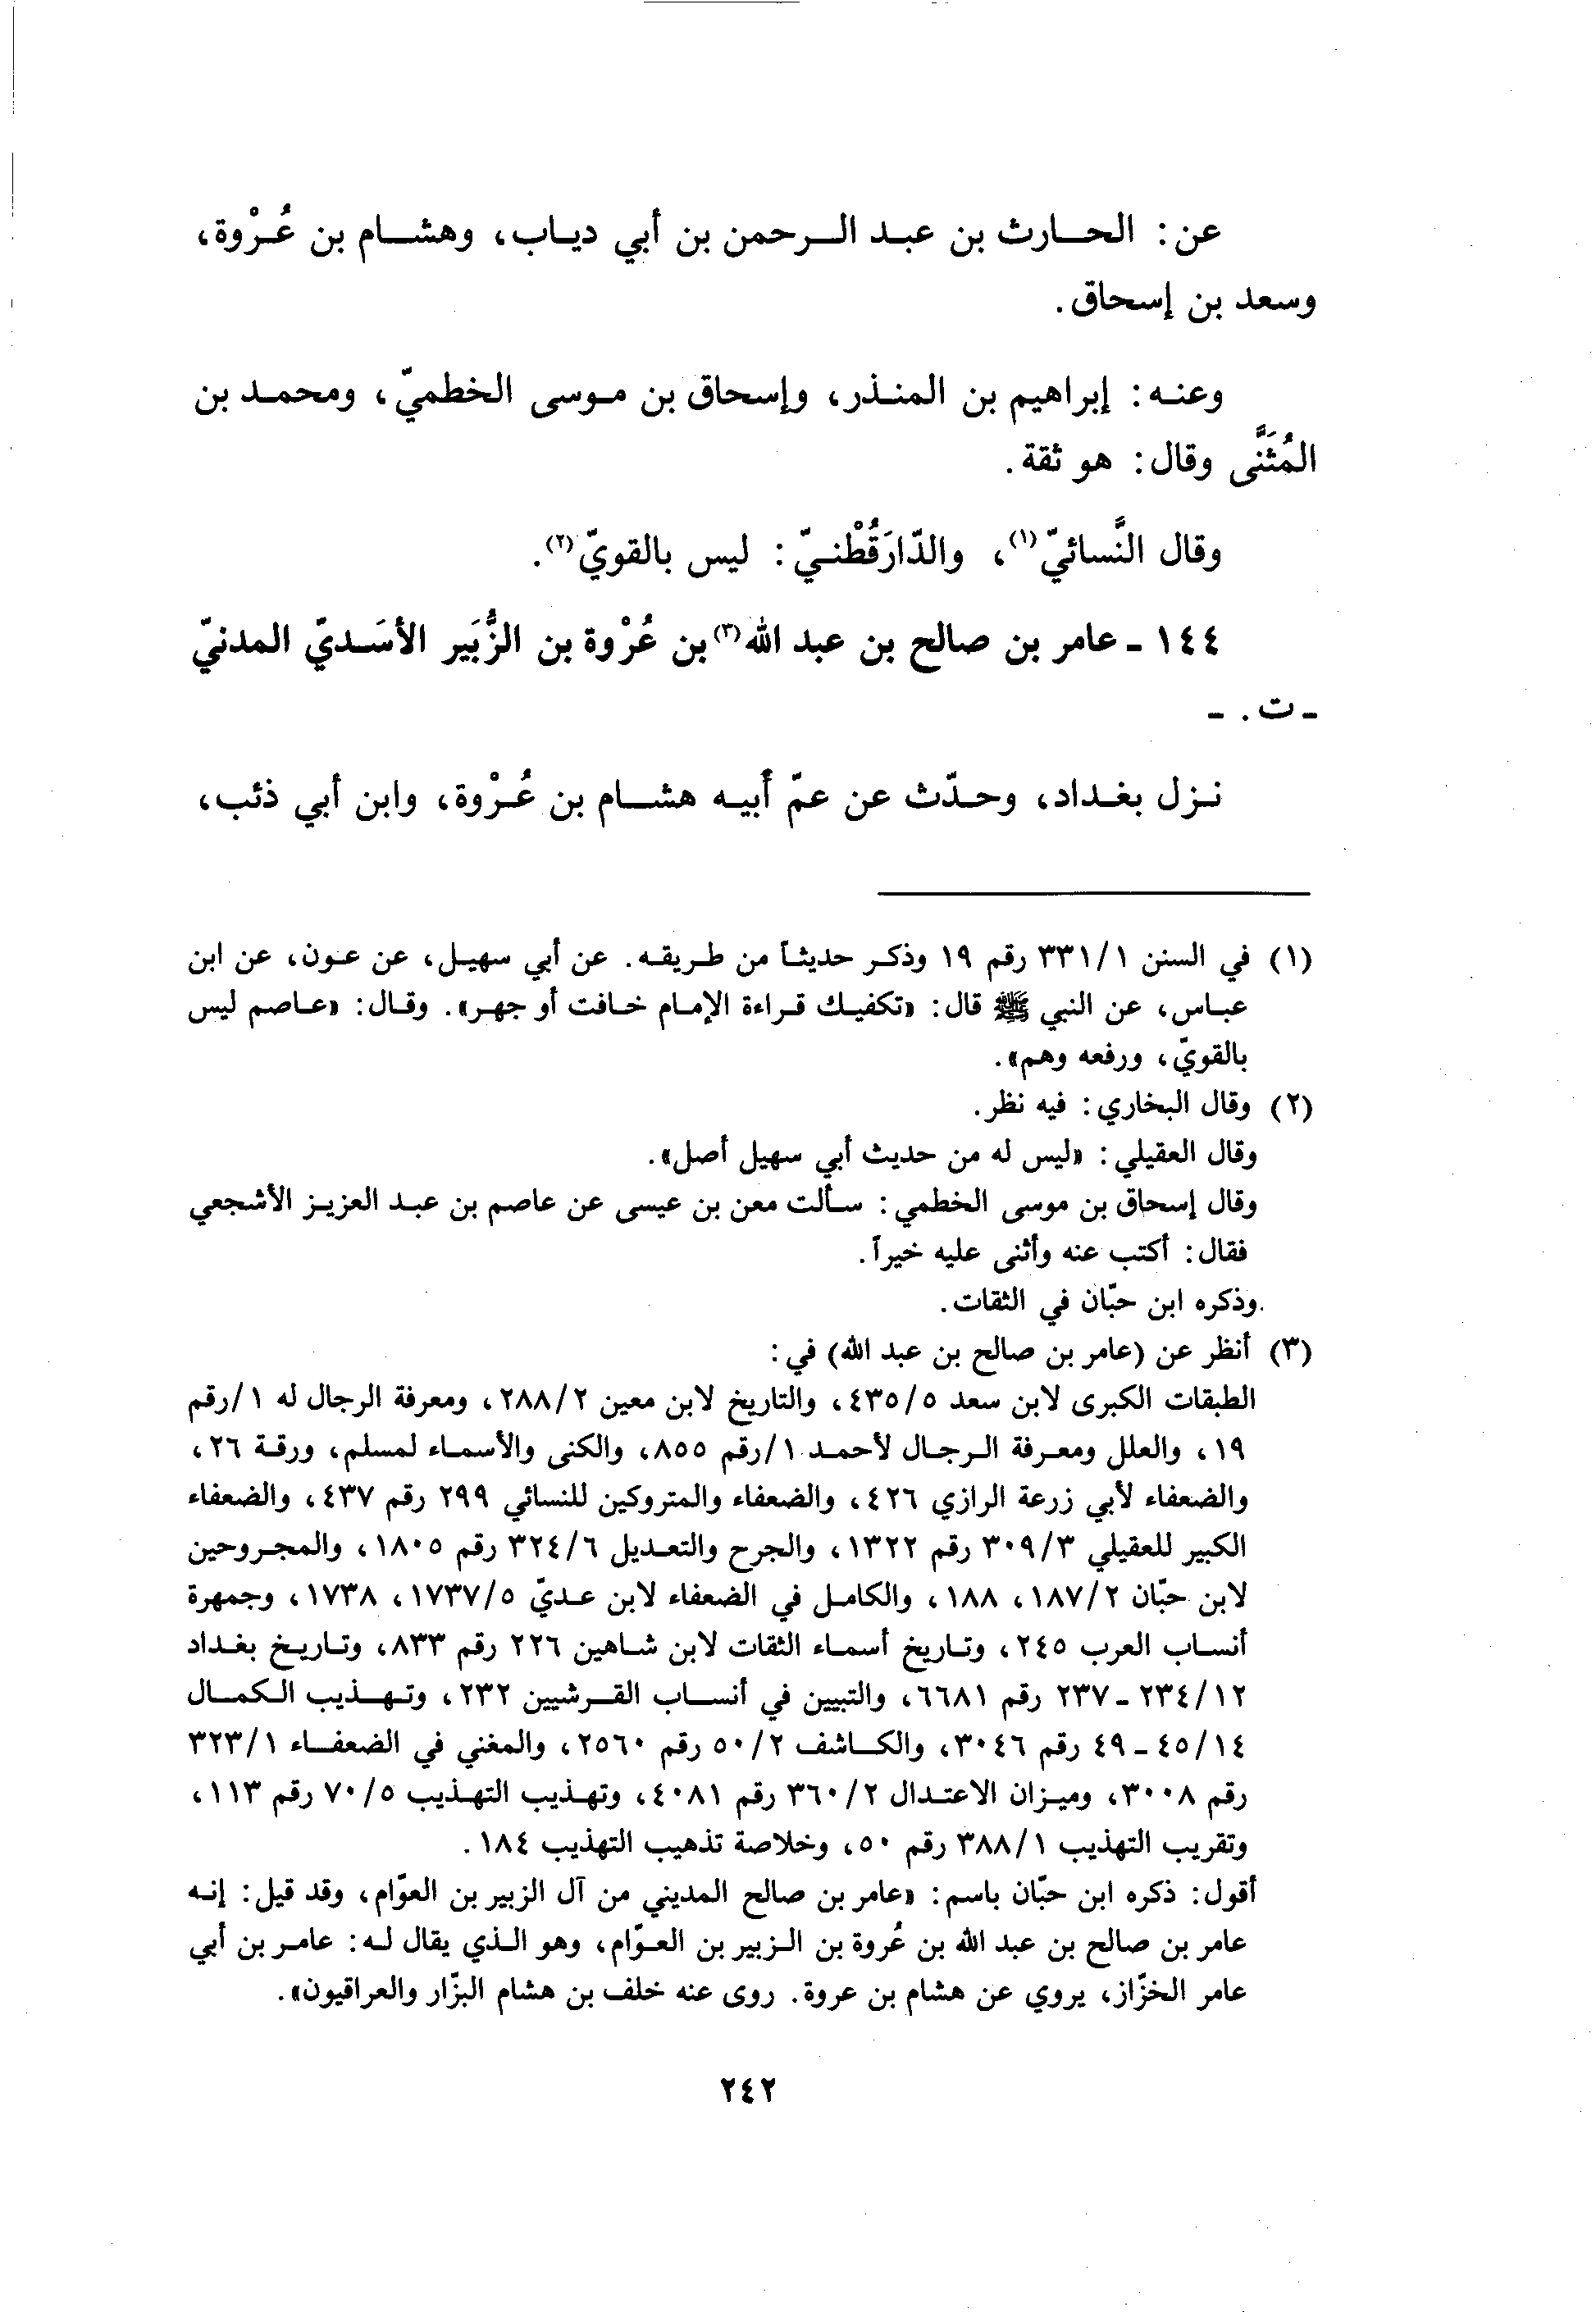 عن: الحارث بن عبد الرحمن بن أبي دياب، وهشام بن عُرْوة،
وسعد بن إسحاق.
وعنه: إبراهيم بن المنذر، وإسحاق بن موسى الخطميّ، ومحمد بن
المُثَنَّى وقال: هو ثقة.
وقال النَّسائيّ(١)، والدّارَقُطْنيّ: ليس بالقويّ(٢).
١٤٤ - عامر بن صالح بن عبد الله(٣) بن عُرْوة بن الزُّبَير الأسَديّ المدنيّ
- ت. -
نزل بغداد، وحدّث عن عمّ أبيه هشام بن عُرْوة، وابن أبي ذئب،
(١) في السنن ٣٣١/١ رقم ١٩ وذكر حديثاً من طريقه. عن أبي سهيل، عن عون، عن ابن
عباس، عن النبي ﷺ قال: «تكفيك قراءة الإمام خافت أو جهر». وقال: «عاصم ليس
بالقويّ، ورفعه وهم».
(٢) وقال البخاري: فيه نظر.
وقال العقيلي: «ليس له من حديث أبي سهيل أصل».
وقال إسحاق بن موسى الخطمي: سألت معن بن عيسى عن عاصم بن عبد العزيز الأشجعي
فقال: أكتب عنه وأثنى عليه خيراً.
وذكره ابن حبّان في الثقات.
(٣) أنظر عن (عامر بن صالح بن عبد الله) في:
الطبقات الكبرى لابن سعد ٤٣٥/٥، والتاريخ لابن معين ٢٨٨/٢، ومعرفة الرجال له ١/رقم
١٩، والعلل ومعرفة الرجال لأحمد ١/رقم ٨٥٥، والكنى والأسماء لمسلم، ورقة ٢٦،
والضعفاء لأبي زرعة الرازي ٤٢٦، والضعفاء والمتروكين للنسائي ٢٩٩ رقم ٤٣٧، والضعفاء
الكبير للعقيلي ٣٠٩/٣ رقم ١٣٢٢، والجرح والتعديل ٣٢٤/٦ رقم ١٨٠٥، والمجروحين
لابن حبّان ١٨٧/٢، ١٨٨، والكامل في الضعفاء لابن عديّ ١٧٣٧/٥، ١٧٣٨، وجمهرة
أنساب العرب ٢٤٥، وتاريخ أسماء الثقات لابن شاهين ٢٢٦ رقم ٨٣٣، وتاريخ بغداد
٢٣٤/١٢ - ٢٣٧ رقم ٦٦٨١، والتبيين في أنساب القرشيين ٢٣٢، وتهذيب الكمال
٤٥/١٤ - ٤٩ رقم ٣٠٤٦، والكاشف ٥٠/٢ رقم ٢٥٦٠، والمغني في الضعفاء ٣٢٣/١
رقم ٣٠٠٨، وميزان الاعتدال ٣٦٠/٢ رقم ٤٠٨١، وتهذيب التهذيب ٧٠/٥ رقم ١١٣،
وتقريب التهذيب ٣٨٨/١ رقم ٥٠، وخلاصة تذهيب التهذيب ١٨٤.
أقول: ذكره ابن حبّان باسم: «عامر بن صالح المديني من آل الزبير بن العوّام، وقد قيل: إنه
عامر بن صالح بن عبد الله بن عُروة بن الزبير بن العوّام، وهو الذي يقال له: عامر بن أبي
عامر الخزّاز، يروي عن هشام بن عروة. روى عنه خلف بن هشام البزّار والعراقيون».
٢٤٢